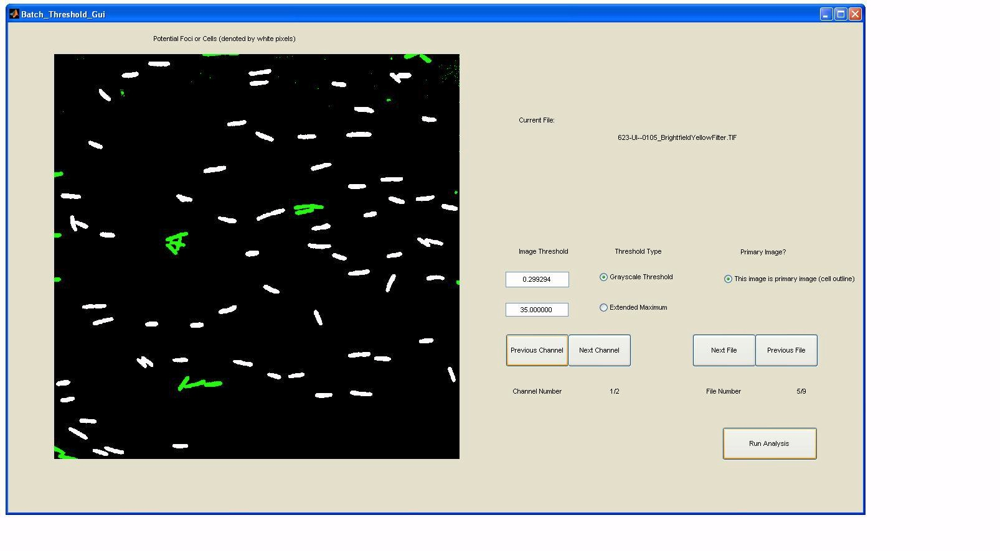 Batch_Threshold_Gui
Potential Foci or Cells (denoted by white pixels)
Current File:
623-UI--0105_BrightfieldYellowFilter.TIF
Image Threshold
Threshold Type
Primary Image?
0.299294
Grayscale Threshold
This image is primary image (cell outline)
35.000000
Extended Maximum
Previous Channel
Next Channel
Next File
Previous File
Channel Number
1/2
File Number
5/9
Run Analysis